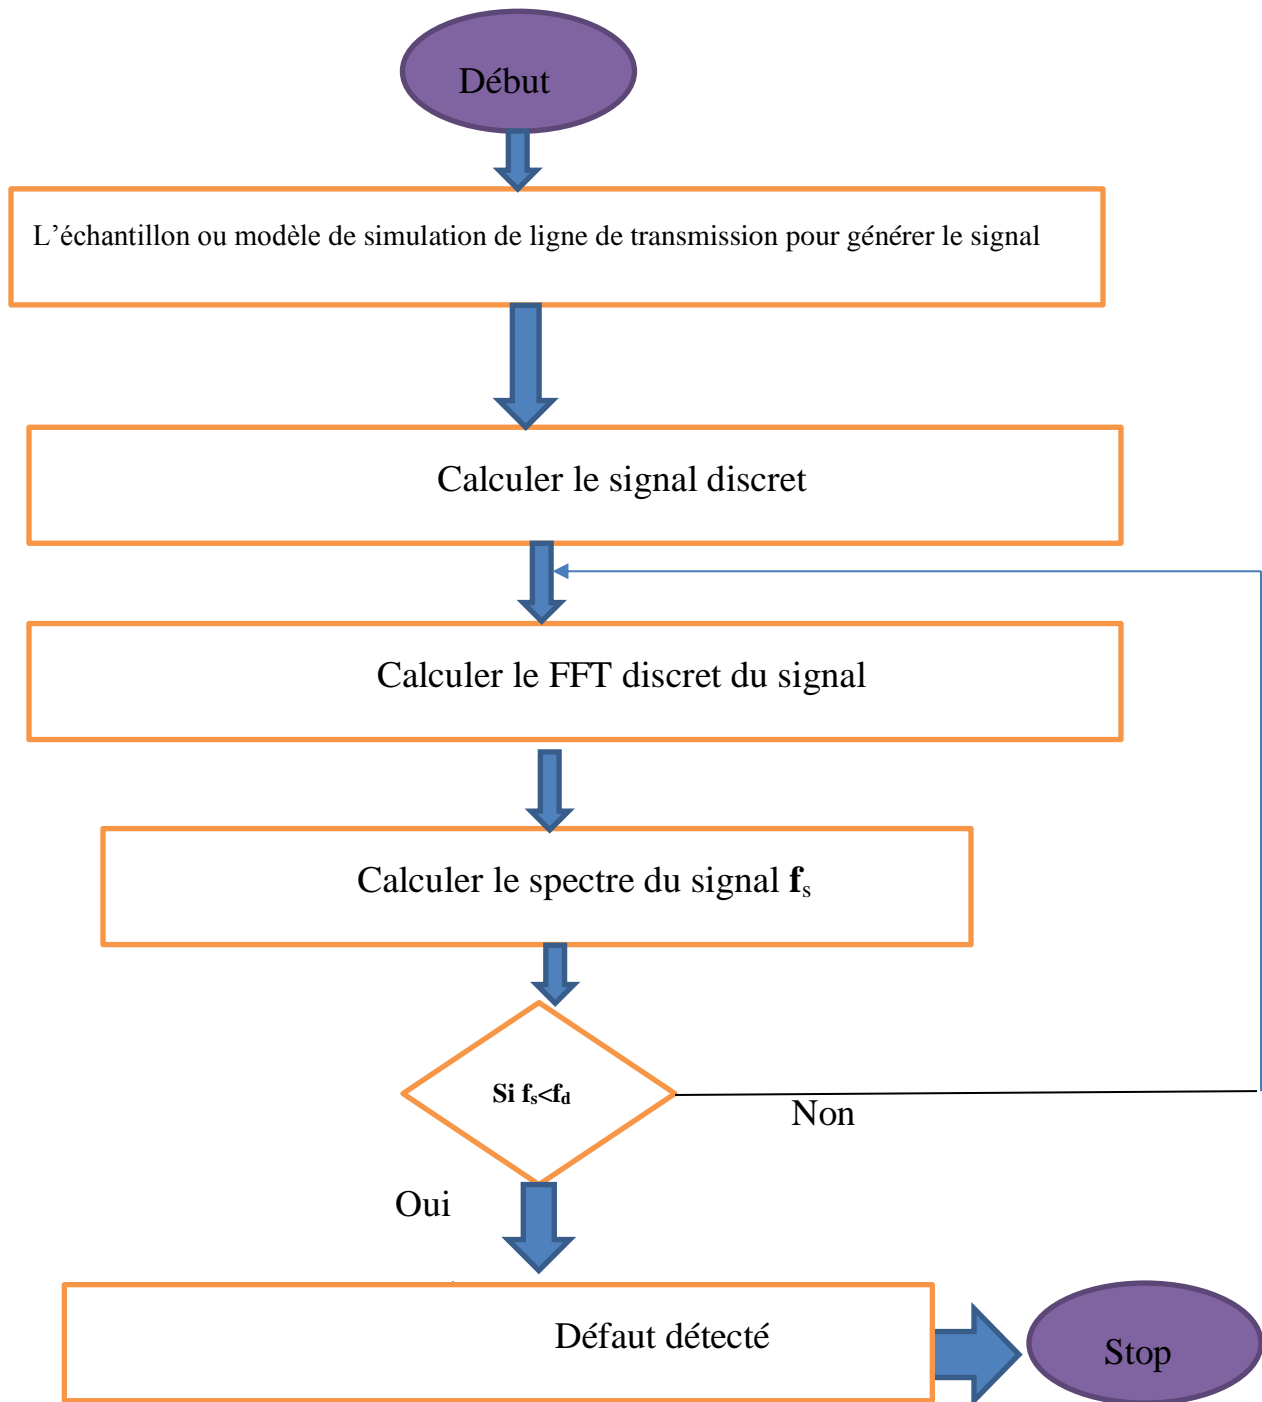 Début
L’échantillon ou modèle de simulation de ligne de transmission pour générer le signal
Calculer le signal discret
Calculer le FFT discret du signal
Calculer le spectre du signal fs
Si fs<fd
Non
Oui
Défaut détecté
Stop